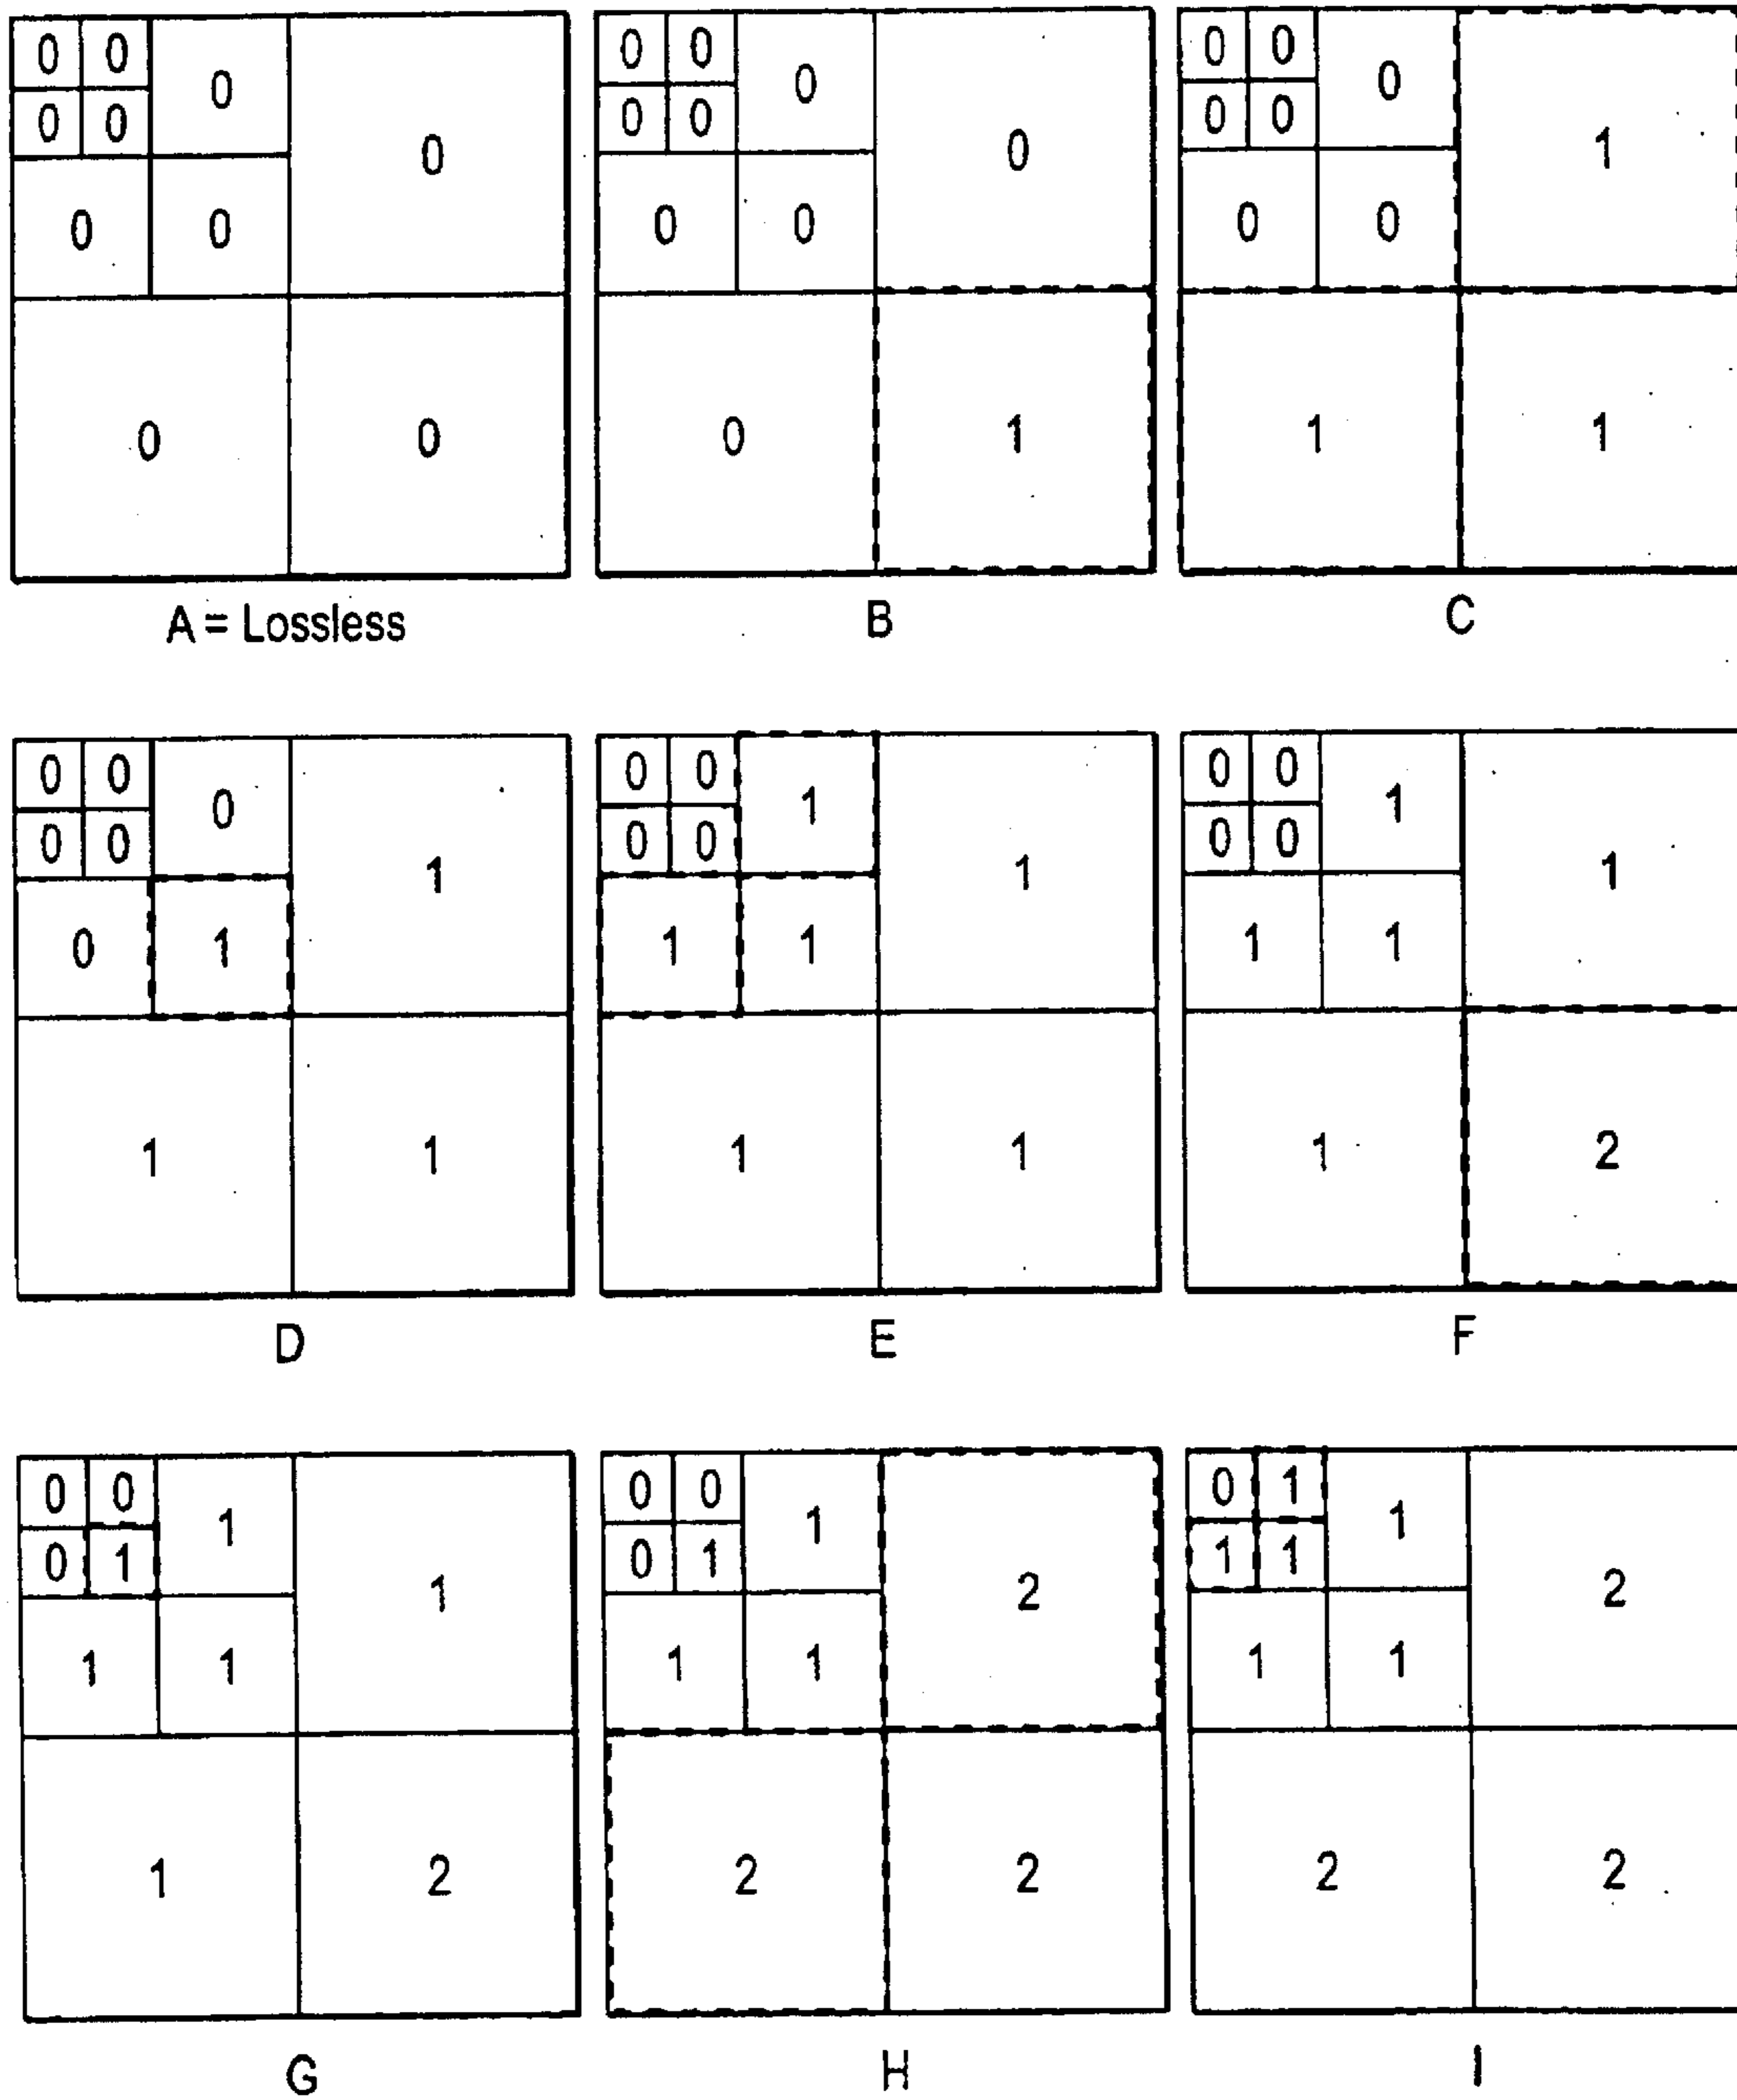 0 0 0 0 0 0 0 0 0
0 0 0 0
0 0 0 0 0 1
0 0 0 0 0 0
0 0 0 1 1 1
A = Lossless B C
0 0 0 0 0 1 0 0 1
0 0 1 0 0 1 0 0 1
0 1 1 1 1 1
1 1 1 1 1 2
D E F
0 0 1 0 0 1 0 1 1
0 1 1 0 1 2 1 1 2
1 1 1 1 1 1
1 2 2 2 2 2
G H I